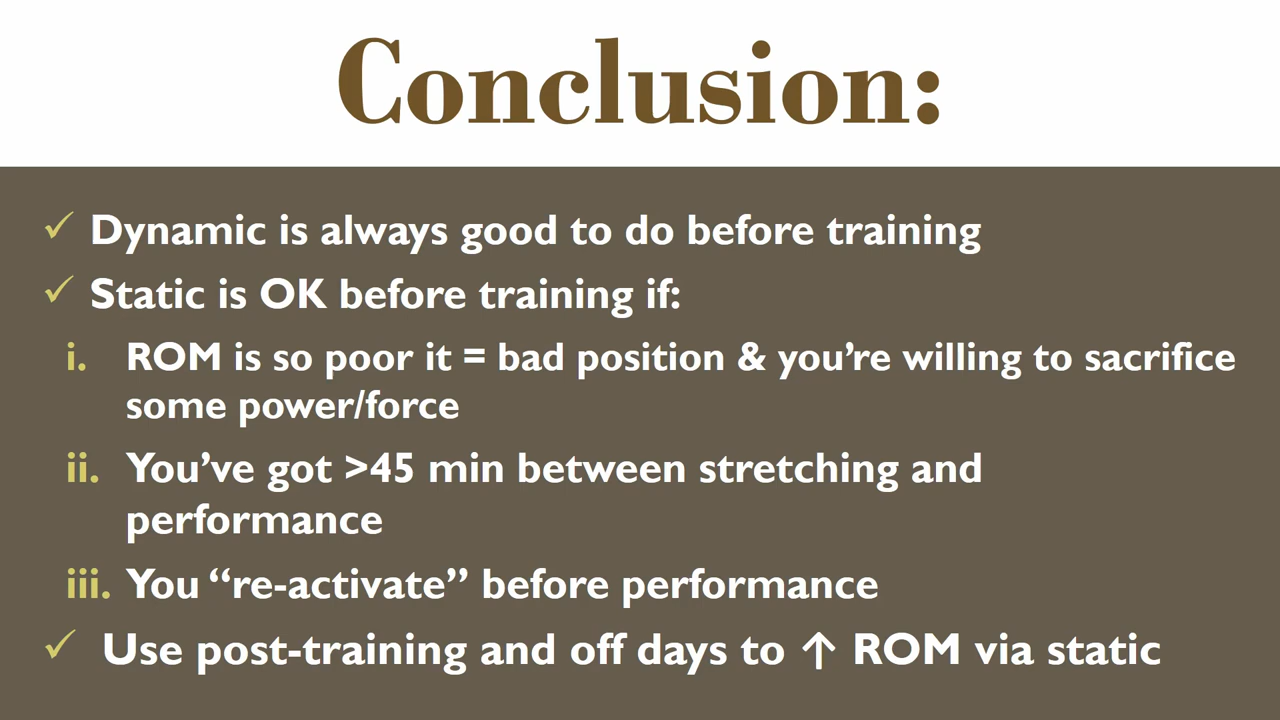 Conclusion:
✓ Dynamic is always good to do before training
✓ Static is OK before training if:
i. ROM is so poor it = bad position & you’re willing to sacrifice
some power/force
ii. You’ve got >45 min between stretching and
performance
iii. You “re-activate” before performance
✓ Use post-training and off days to ↑ ROM via static